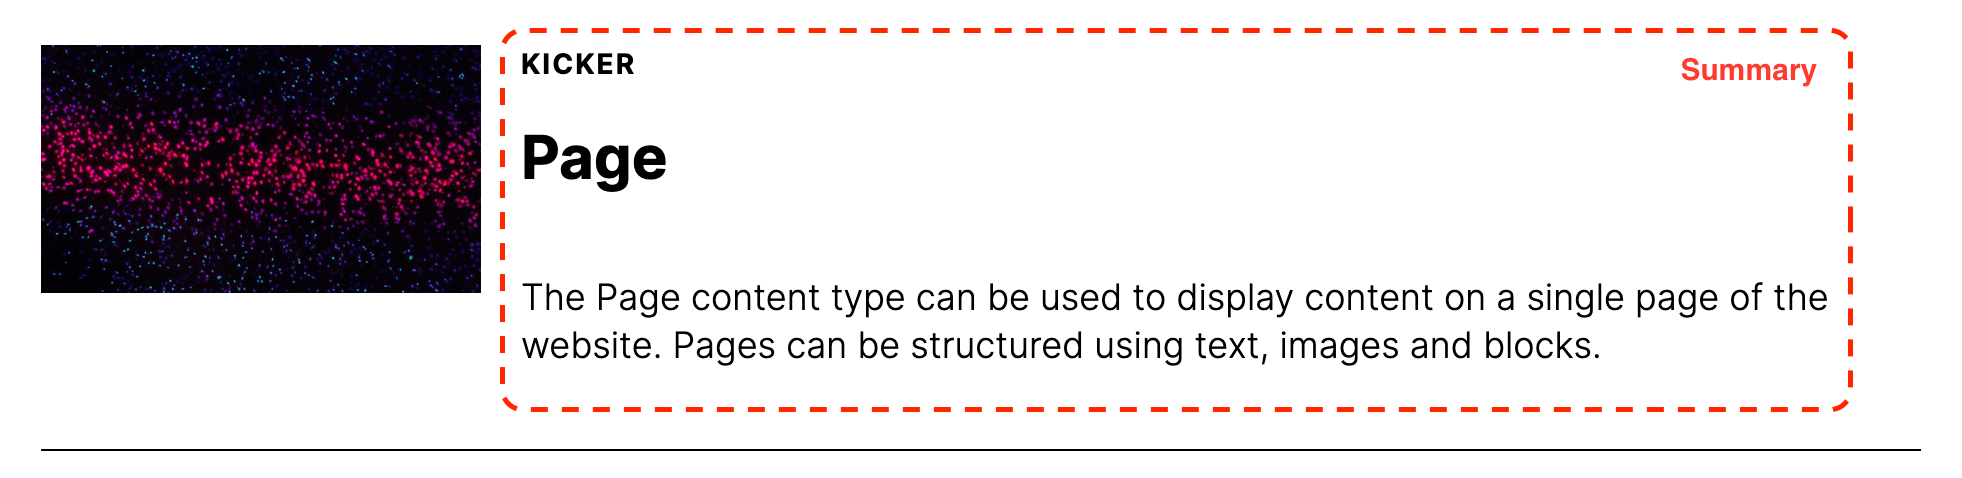 KICKER
Summary
Page
The Page content type can be used to display content on a single page of the
website. Pages can be structured using text, images and blocks.